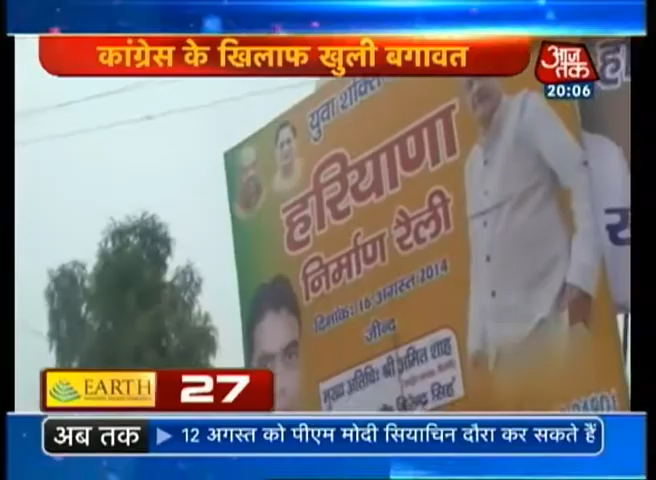 कांग्रेस के खिलाफ खुली बगावत
आज तक
20:06
युवा शक्ति
हरियाणा
निर्माण रैली
दिनांक: 16 अगस्त 2014
जीन्द
मुख्य अतिथि: श्री अमित शाह
EARTH
27
अब तक
12 अगस्त को पीएम मोदी सियाचिन दौरा कर सकते हैं